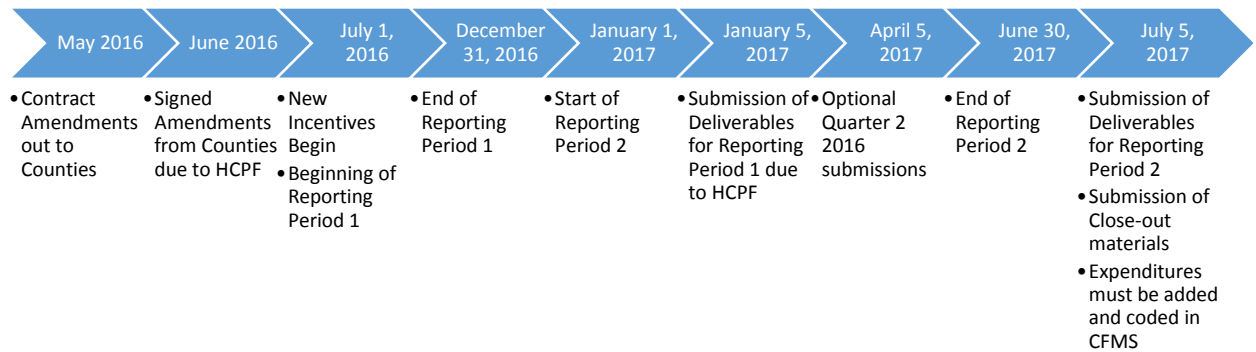 May 2016
June 2016
July 1,
2016
December
31, 2016
January 1,
2017
January 5,
2017
April 5,
2017
June 30,
2017
July 5,
2017
•Contract
Amendments
out to
Counties
•Signed
Amendments
from Counties
due to HCPF
•New
Incentives
Begin
•Beginning of
Reporting
Period 1
•End of
Reporting
Period 1
•Start of
Reporting
Period 2
•Submission of
Deliverables
for Reporting
Period 1 due
to HCPF
•Optional
Quarter 2
2016
submissions
•End of
Reporting
Period 2
•Submission of
Deliverables
for Reporting
Period 2
•Submission of
Close-out
materials
•Expenditures
must be added
and coded in
CFMS